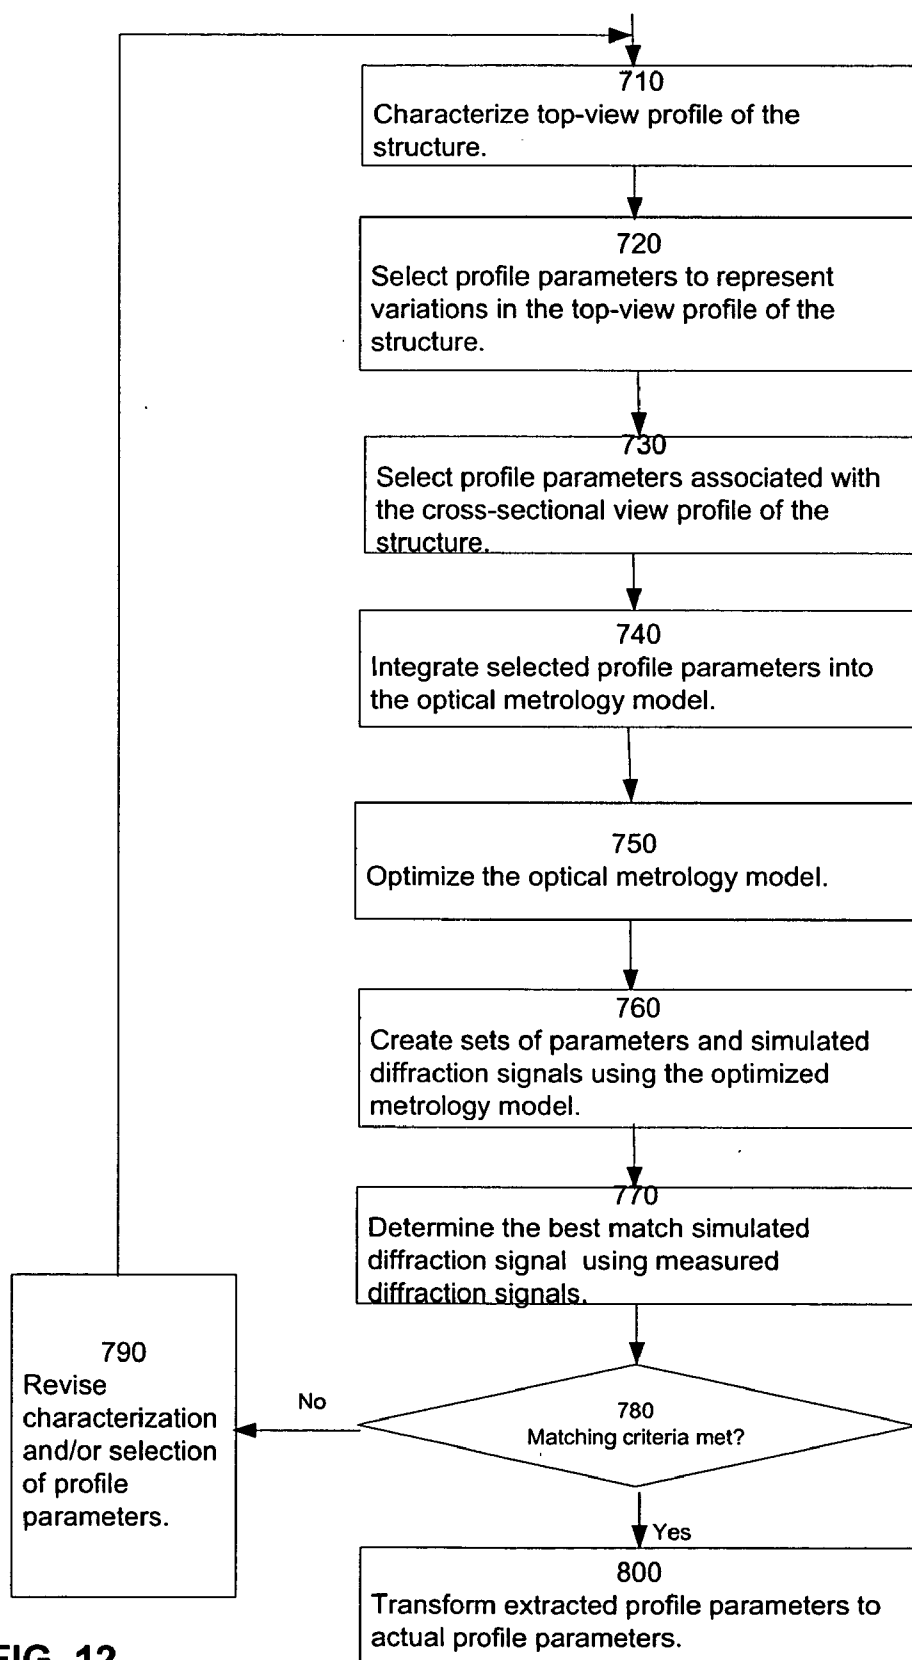 710
Characterize top-view profile of the
structure.
720
Select profile parameters to represent
variations in the top-view profile of the
structure.
730
Select profile parameters associated with
the cross-sectional view profile of the
structure.
740
Integrate selected profile parameters into
the optical metrology model.
750
Optimize the optical metrology model.
760
Create sets of parameters and simulated
diffraction signals using the optimized
metrology model.
770
Determine the best match simulated
diffraction signal using measured
diffraction signals.
780
Matching criteria met?
No
790
Revise
characterization
and/or selection
of profile
parameters.
Yes
800
Transform extracted profile parameters to
actual profile parameters.
FIG. 12